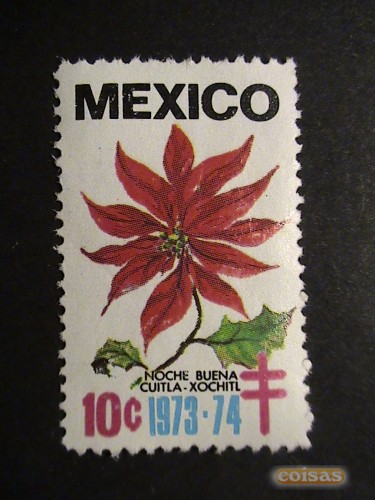 MEXICO
NOCHE BUENA
CUITLA-XOCHITL
10¢ 1973·74
coisas